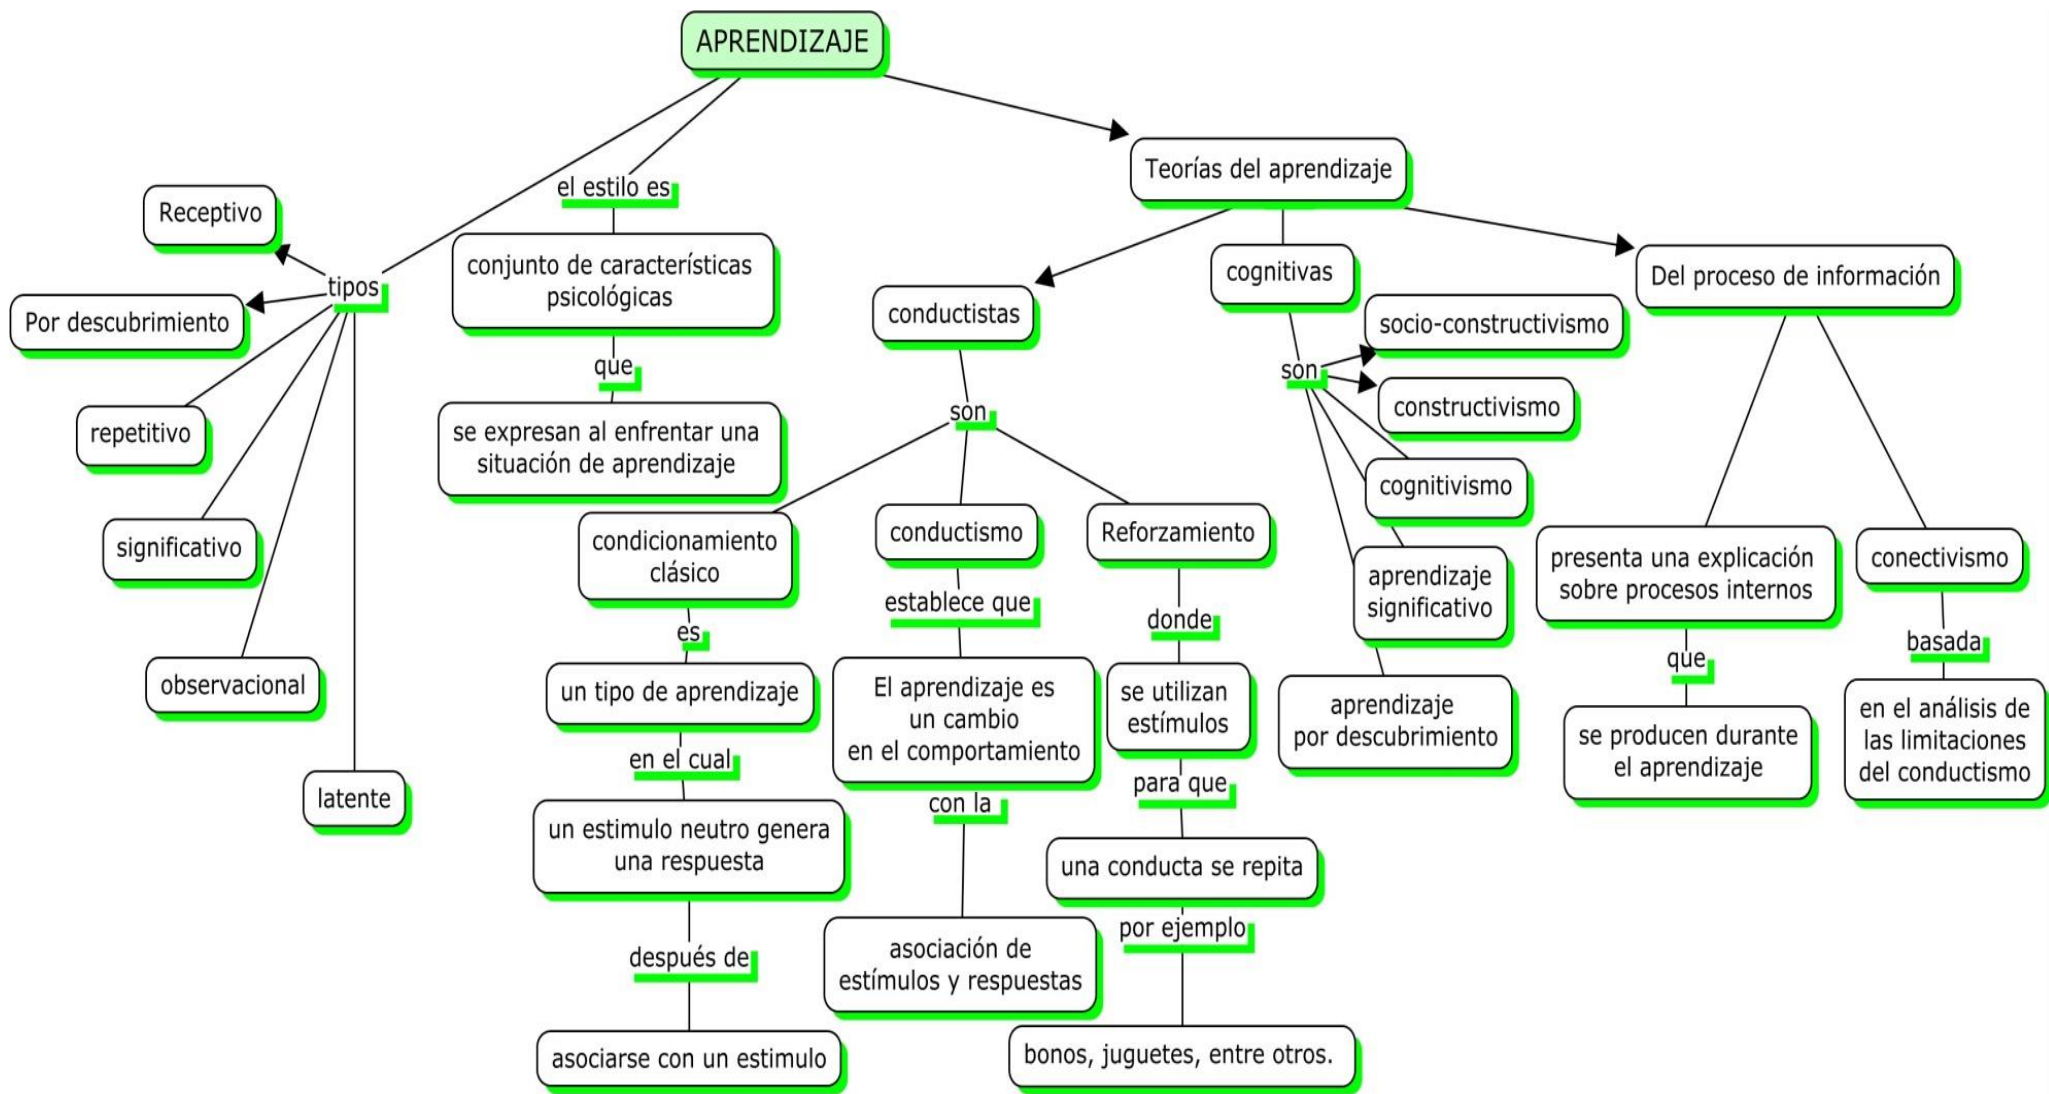 APRENDIZAJE
Teorías del aprendizaje
el estilo es
Receptivo
tipos
Por descubrimiento
repetitivo
significativo
observacional
latente
conjunto de características
psicológicas
que
se expresan al enfrentar una
situación de aprendizaje
conductistas
son
condicionamiento
clásico
es
un tipo de aprendizaje
en el cual
un estimulo neutro genera
una respuesta
después de
asociarse con un estimulo
conductismo
establece que
El aprendizaje es
un cambio
en el comportamiento
con la
asociación de
estímulos y respuestas
Reforzamiento
donde
se utilizan
estímulos
para que
una conducta se repita
por ejemplo
bonos, juguetes, entre otros.
cognitivas
son
socio-constructivismo
constructivismo
cognitivismo
aprendizaje
significativo
aprendizaje
por descubrimiento
Del proceso de información
presenta una explicación
sobre procesos internos
que
se producen durante
el aprendizaje
conectivismo
basada
en el análisis de
las limitaciones
del conductismo